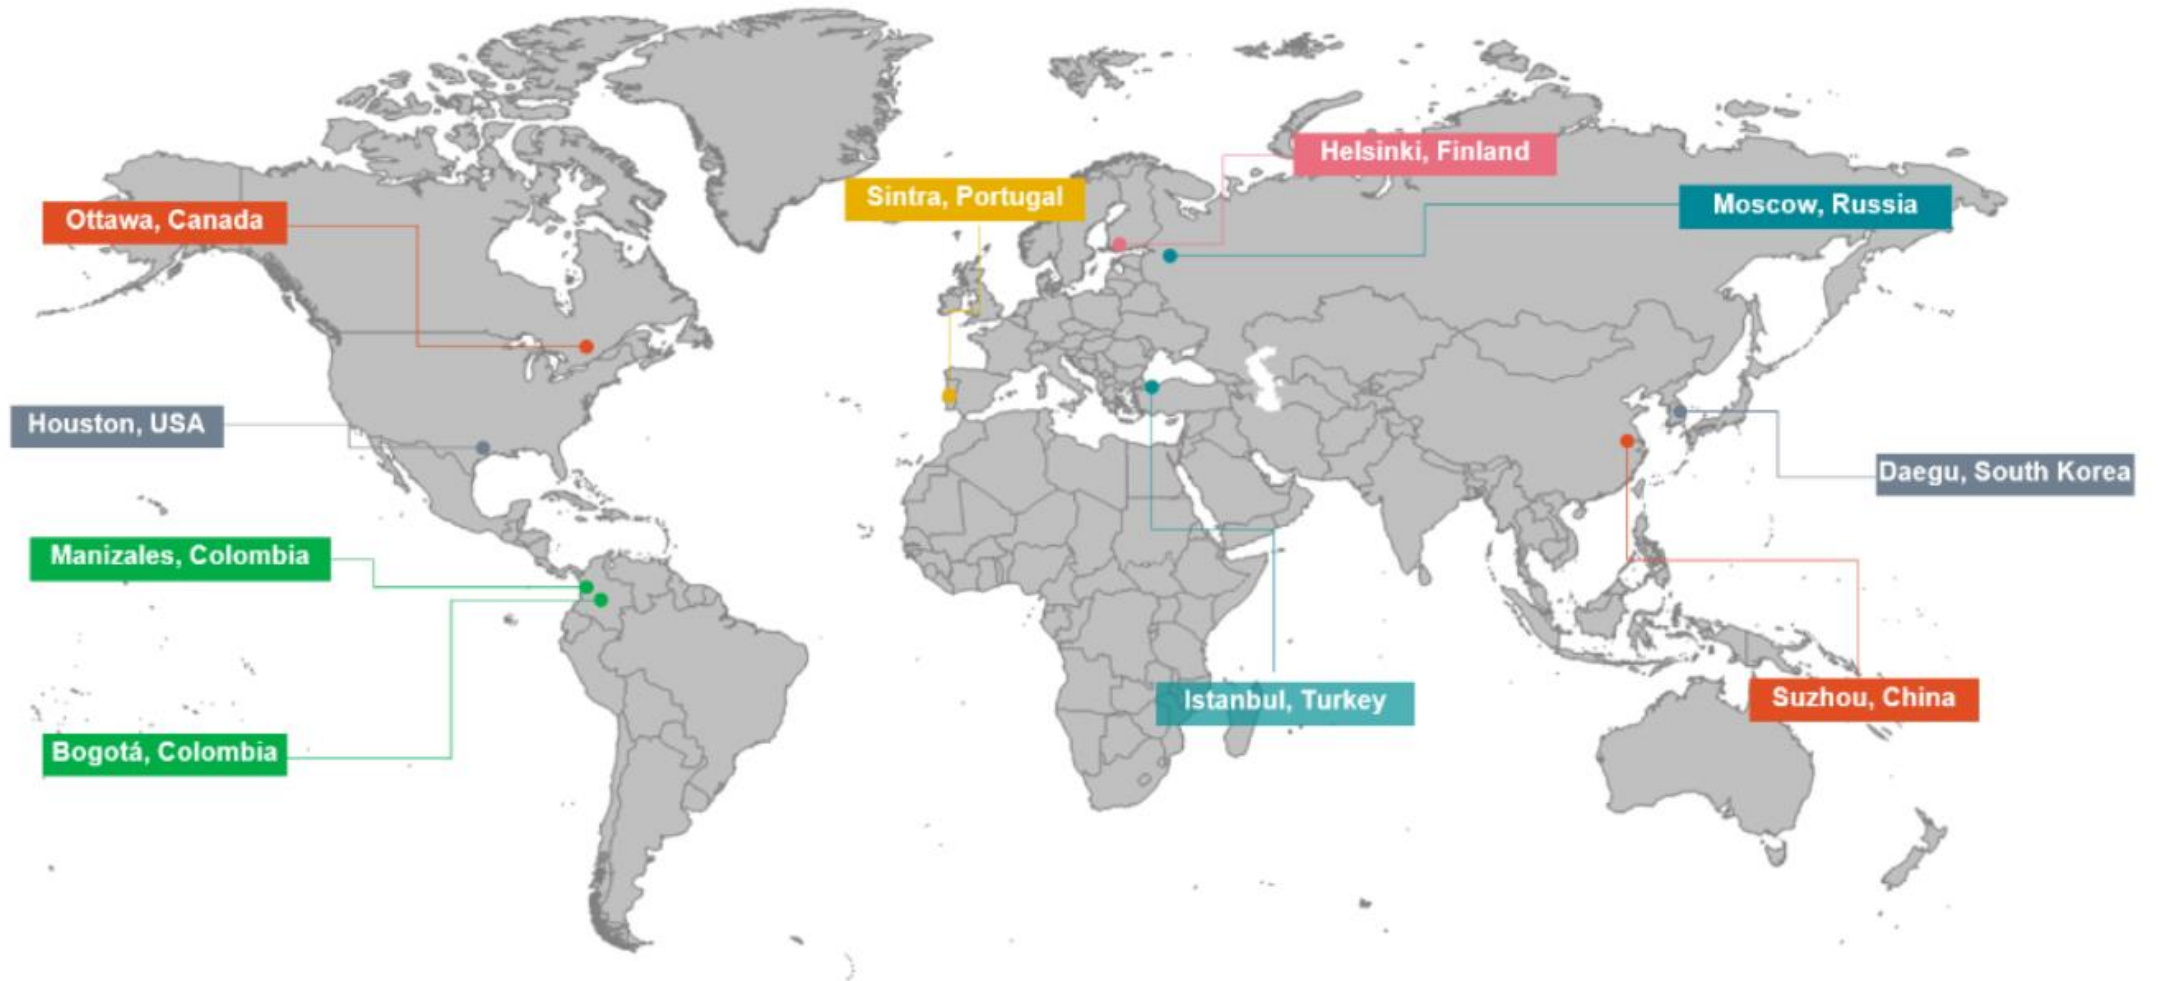 Helsinki, Finland
Sintra, Portugal
Moscow, Russia
Ottawa, Canada
Houston, USA
Daegu, South Korea
Manizales, Colombia
Istanbul, Turkey
Suzhou, China
Bogotá, Colombia